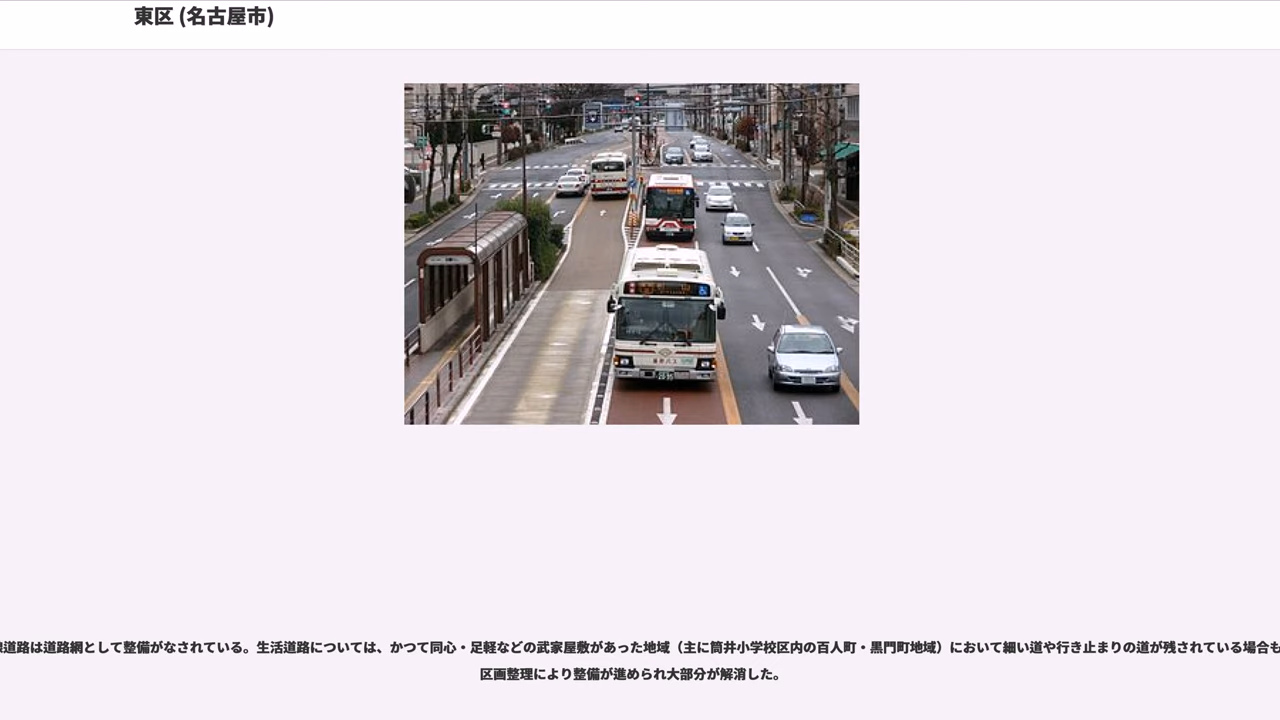 東区 (名古屋市)
道路は道路網として整備がなされている。生活道路については、かつて同心・足軽などの武家屋敷があった地域（主に筒井小学校区内の百人町・黒門町地域）において細い道や行き止まりの道が残されている場合も
区画整理により整備が進められ大部分が解消した。